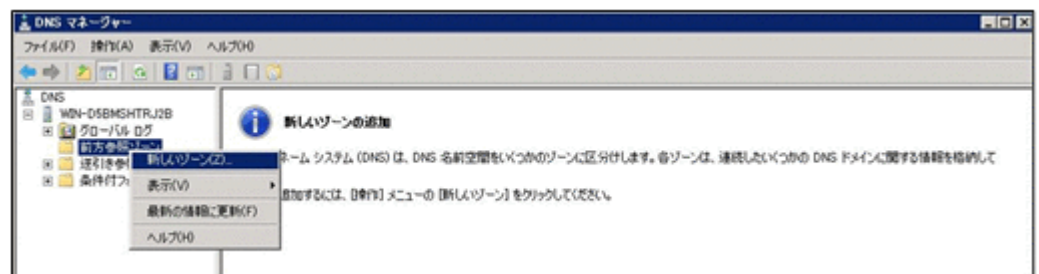 DNS マネージャー
ファイル(F) 操作(A) 表示(V) ヘルプ(H)
DNS
WIN-D5BMSHTRJ2B
グローバル ログ
前方参照ゾーン
逆引き参
条件付フ
新しいゾーン(Z)...
表示(V)
最新の情報に更新(F)
ヘルプ(H)
新しいゾーンの追加
ネーム システム (DNS) は、DNS 名前空間をいくつかのゾーンに区分けします。各ゾーンは、連続したいくつかの DNS ドメインに関する情報を格納して
追加するには、[操作] メニューの [新しいゾーン] をクリックしてください。